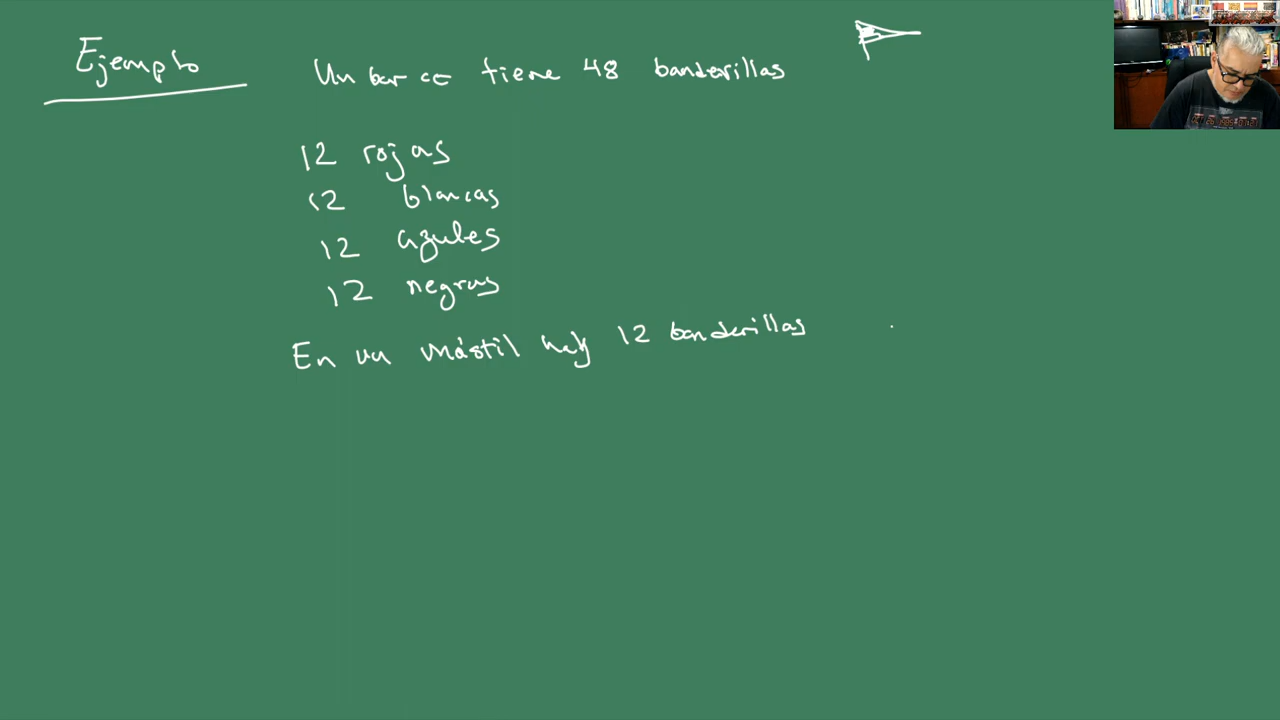 Ejemplo
Un barco tiene 48 banderillas
12 rojas
12 blancas
12 azules
12 negras
En un mástil hay 12 banderillas